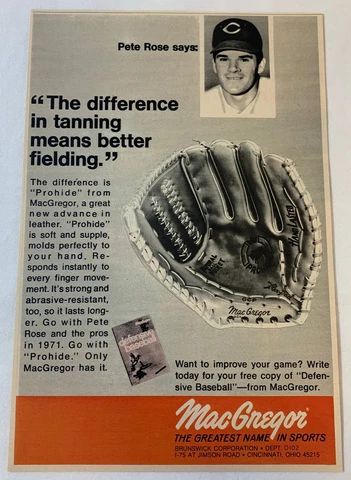 Pete Rose says:
“The difference
in tanning
means better
fielding.”
The difference is
"Prohide" from
MacGregor, a great
new advance in
leather. "Prohide"
is soft and supple,
molds perfectly to
your hand. Re-
sponds instantly to
every finger move-
ment. It's strong and
abrasive-resistant,
too, so it lasts long-
er. Go with Pete
Rose and the pros
in 1971. Go with
"Prohide." Only
MacGregor has it.
defensive
baseball
MacGregor
Want to improve your game? Write
today for your free copy of "Defen-
sive Baseball"—from MacGregor.
MacGregor
THE GREATEST NAME IN SPORTS
BRUNSWICK CORPORATION • DEPT. 0102
I-75 AT JIMSON ROAD • CINCINNATI, OHIO 45215